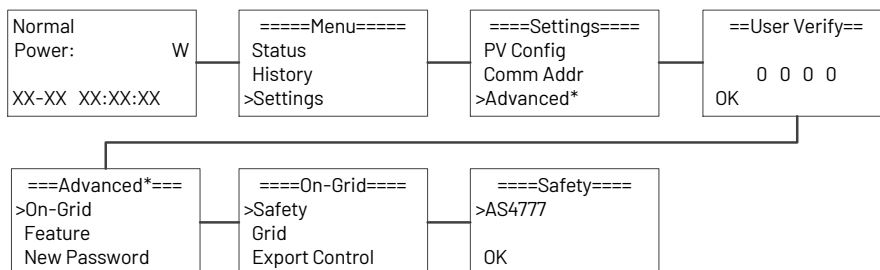 Normal
Power: W
XX-XX XX:XX:XX
=====Menu=====
Status
History
>Settings
====Settings====
PV Config
Comm Addr
>Advanced*
==User Verify==
0 0 0 0
OK
===Advanced*===
>On-Grid
Feature
New Password
====On-Grid====
>Safety
Grid
Export Control
====Safety====
>AS4777
OK